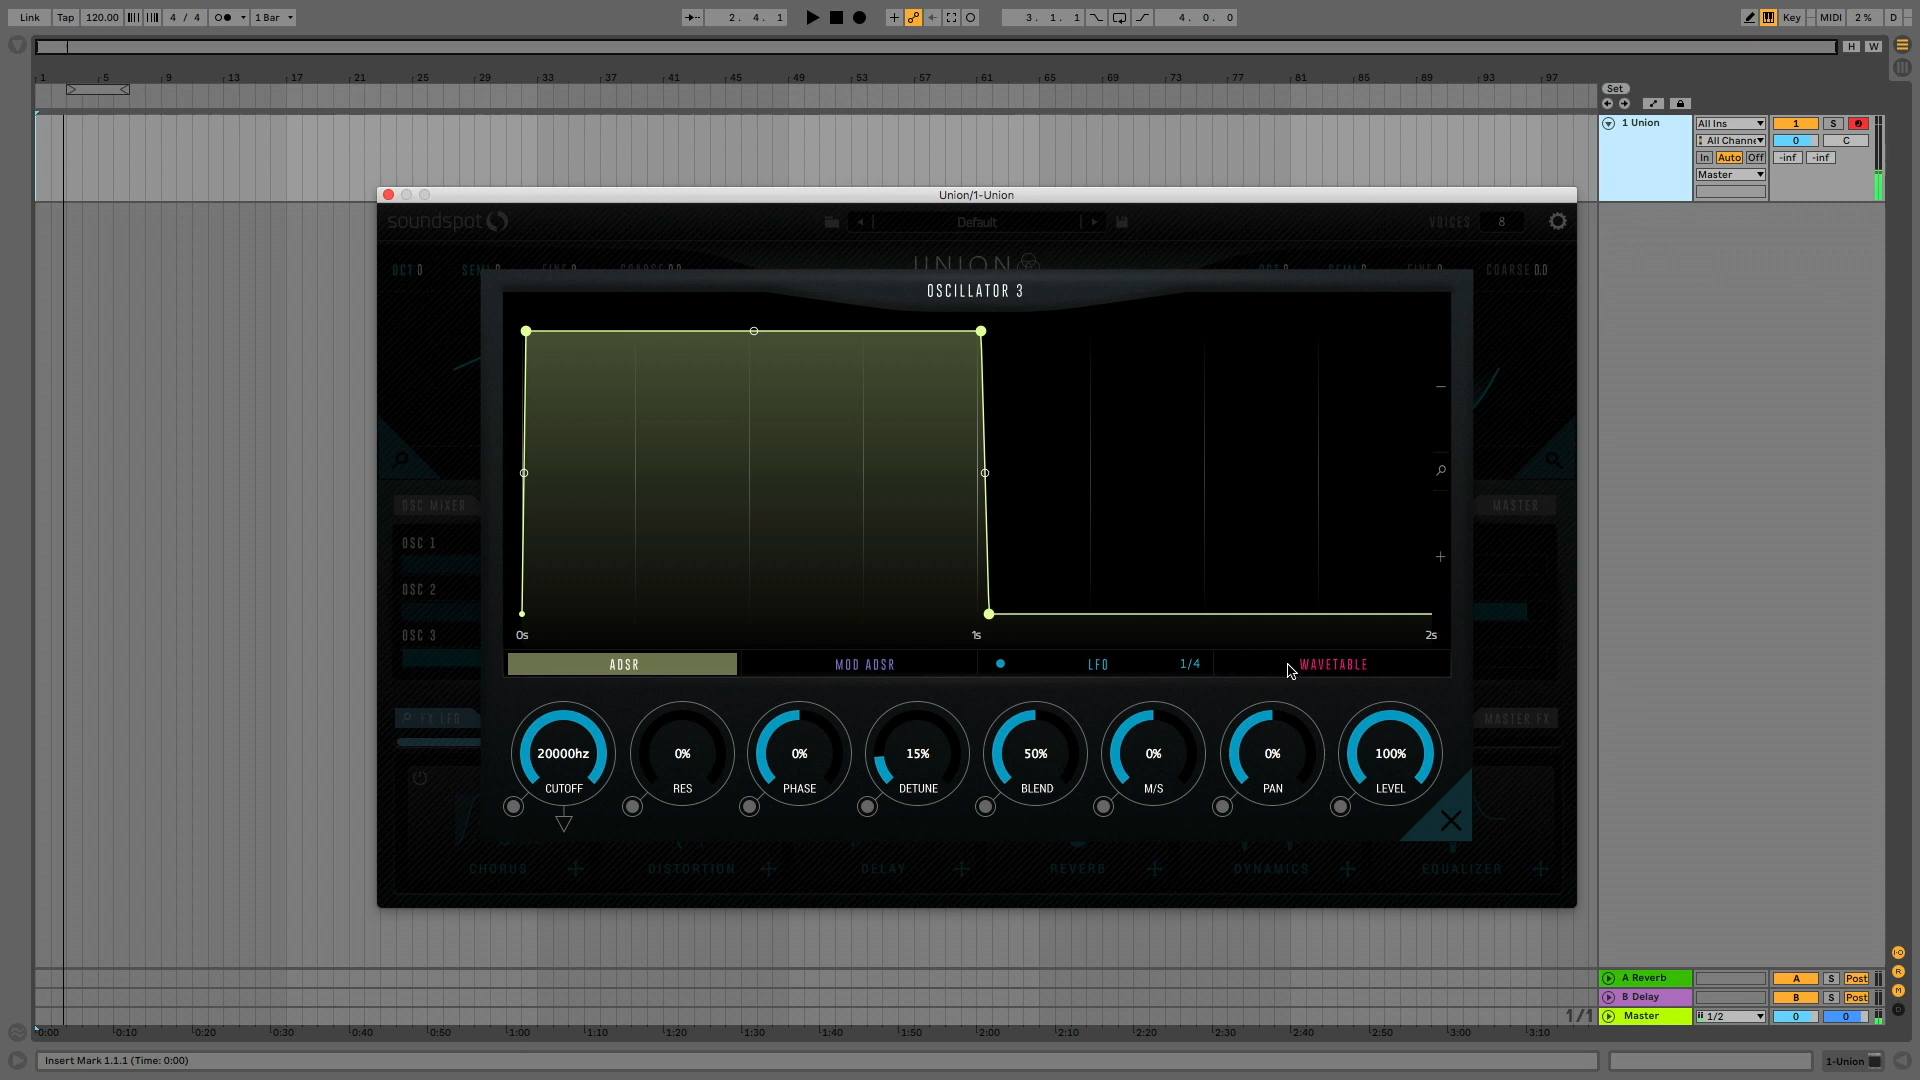 Link Tap 120.00 4 / 4 1 Bar 2. 4. 1 3. 1. 1 4. 0. 0 Key MIDI 2% D
H W
1 5 9 13 17 21 25 29 33 37 41 45 49 53 57 61 65 69 73 77 81 85 89 93 97
Set
1 Union All Ins 1 S
All Channe 0 C
In Auto Off -inf -inf
Master
Union/1-Union
soundspot Default VOICES 8
OCT 0 SEMI 0 FINE 0 COARSE 0.0 UNION OCT 0 SEMI 0 FINE 0 COARSE 0.0
OSCILLATOR 3
OSC MIXER MASTER
OSC 1
OSC 2
OSC 3
0s 1s 2s
ADSR MOD ADSR LFO 1/4 WAVETABLE
FX LFO MASTER FX
20000hz 0% 0% 15% 50% 0% 0% 100%
CUTOFF RES PHASE DETUNE BLEND M/S PAN LEVEL
CHORUS DISTORTION DELAY REVERB DYNAMICS EQUALIZER
A Reverb A S Post
B Delay B S Post
1/1 Master 1/2 0 0
0:00 0:10 0:20 0:30 0:40 0:50 1:00 1:10 1:20 1:30 1:40 1:50 2:00 2:10 2:20 2:30 2:40 2:50 3:00 3:10
I·O
R
M
D
Insert Mark 1.1.1 (Time: 0:00) 1-Union